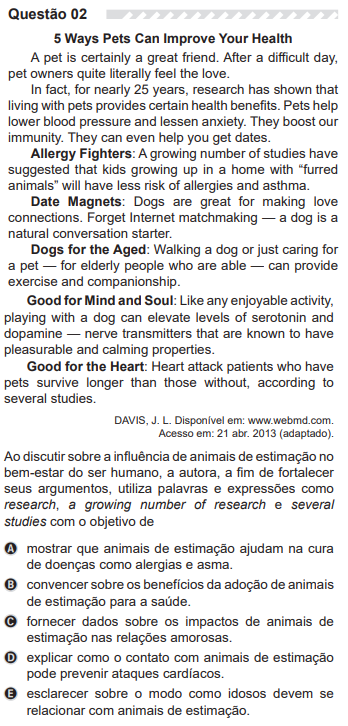 Questão 02
5 Ways Pets Can Improve Your Health
A pet is certainly a great friend. After a difficult day,
pet owners quite literally feel the love.
In fact, for nearly 25 years, research has shown that
living with pets provides certain health benefits. Pets help
lower blood pressure and lessen anxiety. They boost our
immunity. They can even help you get dates.
Allergy Fighters: A growing number of studies have
suggested that kids growing up in a home with “furred
animals” will have less risk of allergies and asthma.
Date Magnets: Dogs are great for making love
connections. Forget Internet matchmaking — a dog is a
natural conversation starter.
Dogs for the Aged: Walking a dog or just caring for
a pet — for elderly people who are able — can provide
exercise and companionship.
Good for Mind and Soul: Like any enjoyable activity,
playing with a dog can elevate levels of serotonin and
dopamine — nerve transmitters that are known to have
pleasurable and calming properties.
Good for the Heart: Heart attack patients who have
pets survive longer than those without, according to
several studies.
DAVIS, J. L. Disponível em: www.webmd.com.
Acesso em: 21 abr. 2013 (adaptado).
Ao discutir sobre a influência de animais de estimação no
bem-estar do ser humano, a autora, a fim de fortalecer
seus argumentos, utiliza palavras e expressões como
research, a growing number of research e several
studies com o objetivo de
A mostrar que animais de estimação ajudam na cura
de doenças como alergias e asma.
B convencer sobre os benefícios da adoção de animais
de estimação para a saúde.
C fornecer dados sobre os impactos de animais de
estimação nas relações amorosas.
D explicar como o contato com animais de estimação
pode prevenir ataques cardíacos.
E esclarecer sobre o modo como idosos devem se
relacionar com animais de estimação.